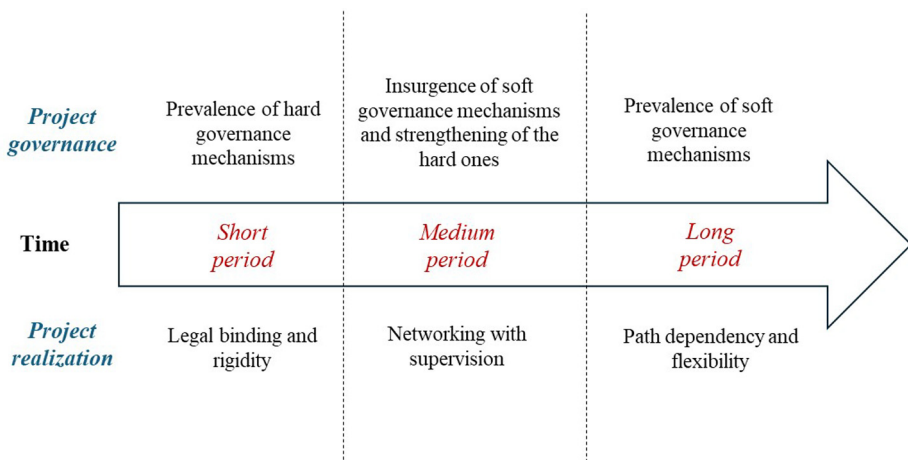 Project
governance
Prevalence of hard
governance
mechanisms
Insurgence of soft
governance mechanisms
and strengthening of the
hard ones
Prevalence of soft
governance
mechanisms
Time
Short
period
Medium
period
Long
period
Project
realization
Legal binding and
rigidity
Networking with
supervision
Path dependency and
flexibility